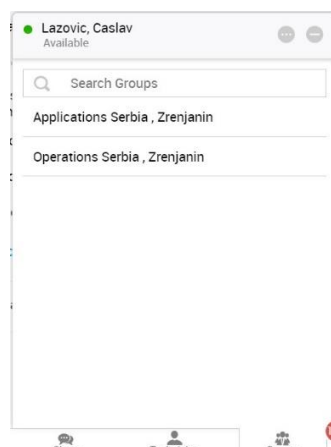 Lazovic, Caslav
Available
Search Groups
Applications Serbia , Zrenjanin
Operations Serbia , Zrenjanin